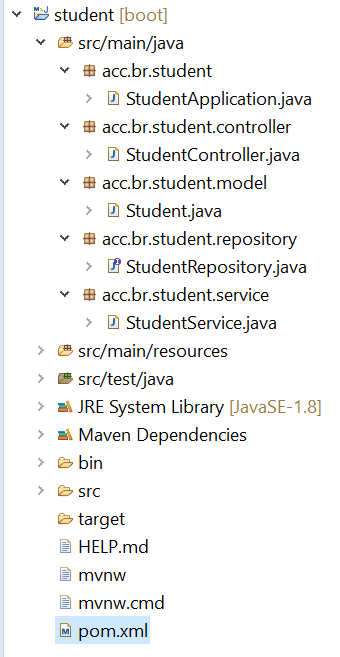 student [boot]
src/main/java
acc.br.student
StudentApplication.java
acc.br.student.controller
StudentController.java
acc.br.student.model
Student.java
acc.br.student.repository
StudentRepository.java
acc.br.student.service
StudentService.java
src/main/resources
src/test/java
JRE System Library [JavaSE-1.8]
Maven Dependencies
bin
src
target
HELP.md
mvnw
mvnw.cmd
pom.xml